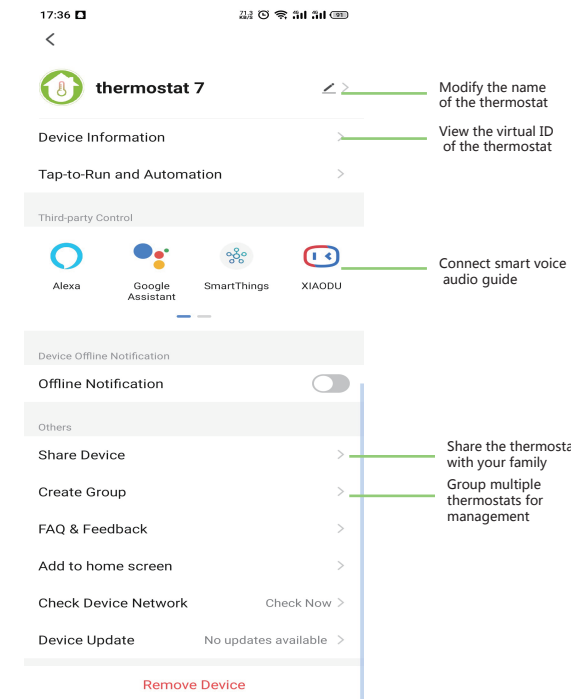 17:36
91
thermostat 7
Modify the name
of the thermostat
Device Information
View the virtual ID
of the thermostat
Tap-to-Run and Automation
Third-party Control
Alexa
Google
Assistant
SmartThings
XIAODU
Connect smart voice
audio guide
Device Offline Notification
Offline Notification
Others
Share Device
Share the thermosta
with your family
Create Group
Group multiple
thermostats for
management
FAQ & Feedback
Add to home screen
Check Device Network Check Now
Device Update No updates available
Remove Device